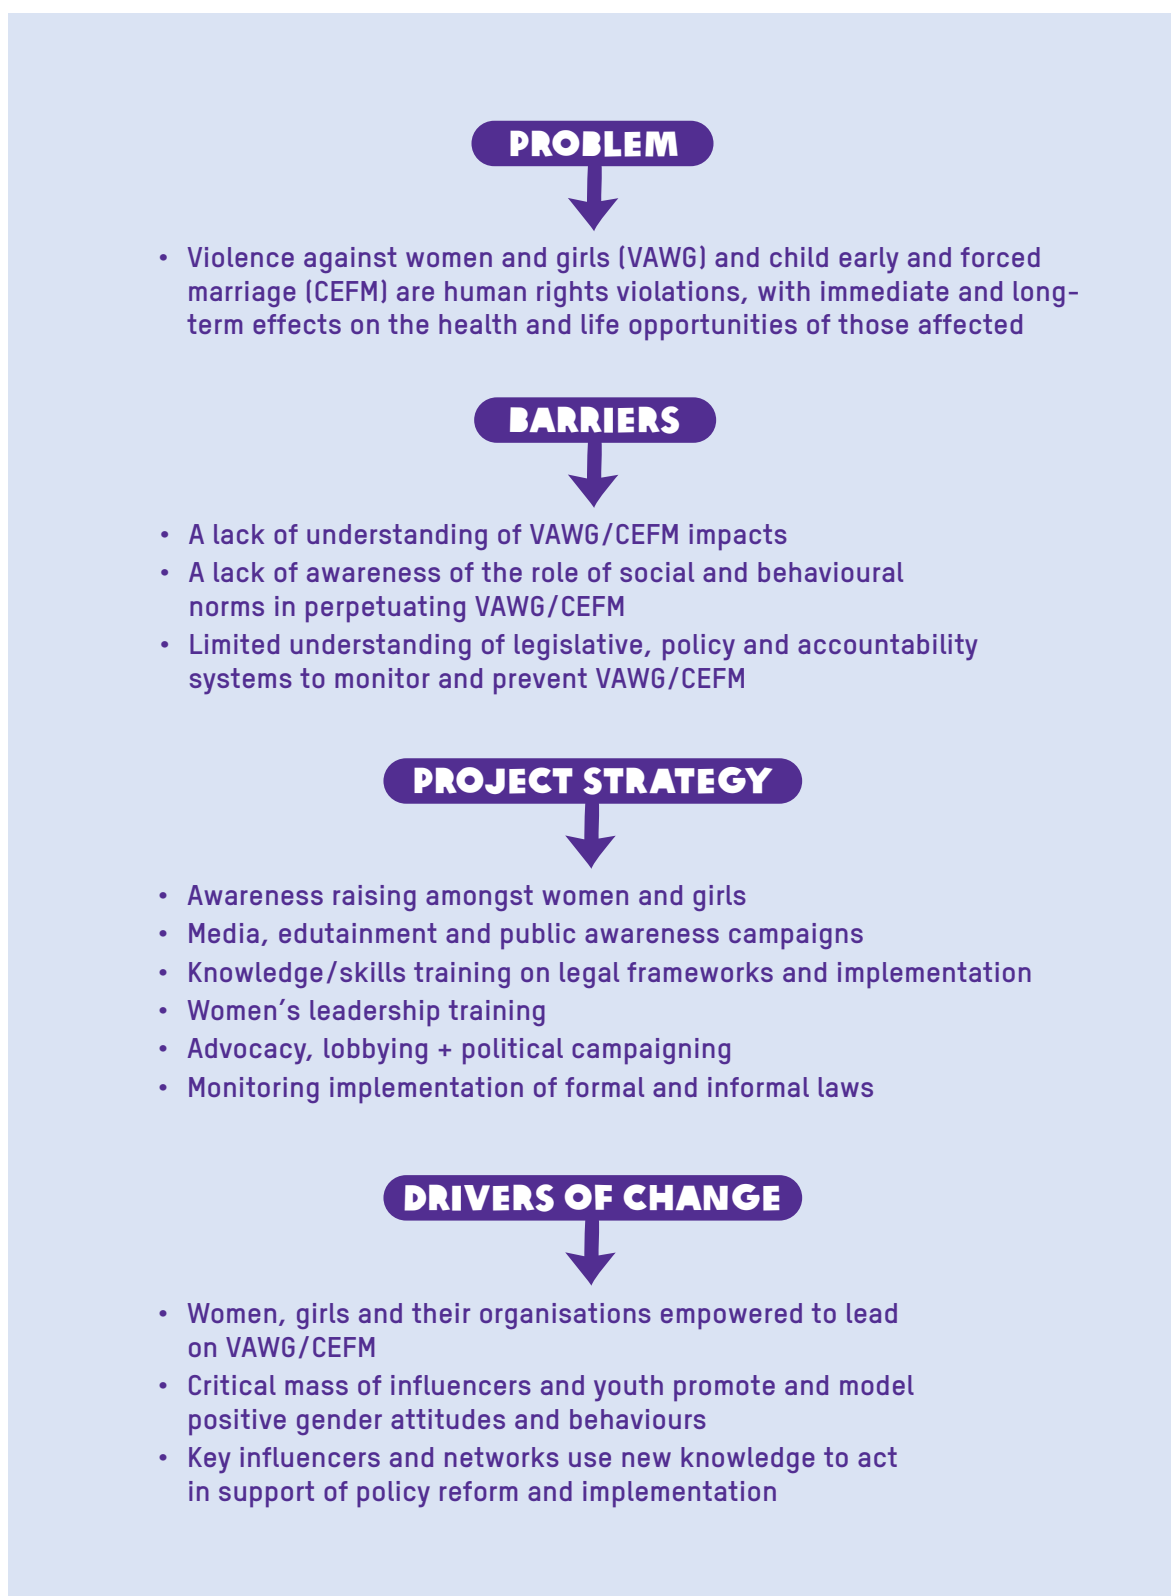 PROBLEM
• Violence against women and girls (VAWG) and child early and forced
marriage (CEFM) are human rights violations, with immediate and long-
term effects on the health and life opportunities of those affected
BARRIERS
• A lack of understanding of VAWG/CEFM impacts
• A lack of awareness of the role of social and behavioural
norms in perpetuating VAWG/CEFM
• Limited understanding of legislative, policy and accountability
systems to monitor and prevent VAWG/CEFM
PROJECT STRATEGY
• Awareness raising amongst women and girls
• Media, edutainment and public awareness campaigns
• Knowledge/skills training on legal frameworks and implementation
• Women's leadership training
• Advocacy, lobbying + political campaigning
• Monitoring implementation of formal and informal laws
DRIVERS OF CHANGE
• Women, girls and their organisations empowered to lead
on VAWG/CEFM
• Critical mass of influencers and youth promote and model
positive gender attitudes and behaviours
• Key influencers and networks use new knowledge to act
in support of policy reform and implementation